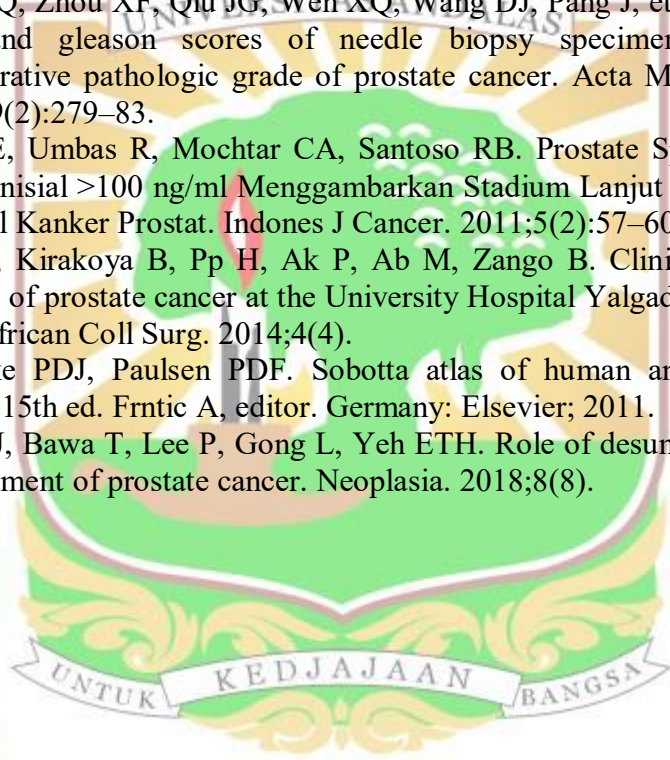 Q, Zhou XF, Qiu JG, Wen XQ, Wang DJ, Pang J, et
nd gleason scores of needle biopsy specimen
rative pathologic grade of prostate cancer. Acta M
9(2):279–83.
E, Umbas R, Mochtar CA, Santoso RB. Prostate S
nisial >100 ng/ml Menggambarkan Stadium Lanjut
l Kanker Prostat. Indones J Cancer. 2011;5(2):57–60
, Kirakoya B, Pp H, Ak P, Ab M, Zango B. Clini
of prostate cancer at the University Hospital Yalgad
frican Coll Surg. 2014;4(4).
ke PDJ, Paulsen PDF. Sobotta atlas of human an
15th ed. Frntic A, editor. Germany: Elsevier; 2011.
J, Bawa T, Lee P, Gong L, Yeh ETH. Role of desum
ment of prostate cancer. Neoplasia. 2018;8(8).
UNTUK KEDJAJAAN BANGSA